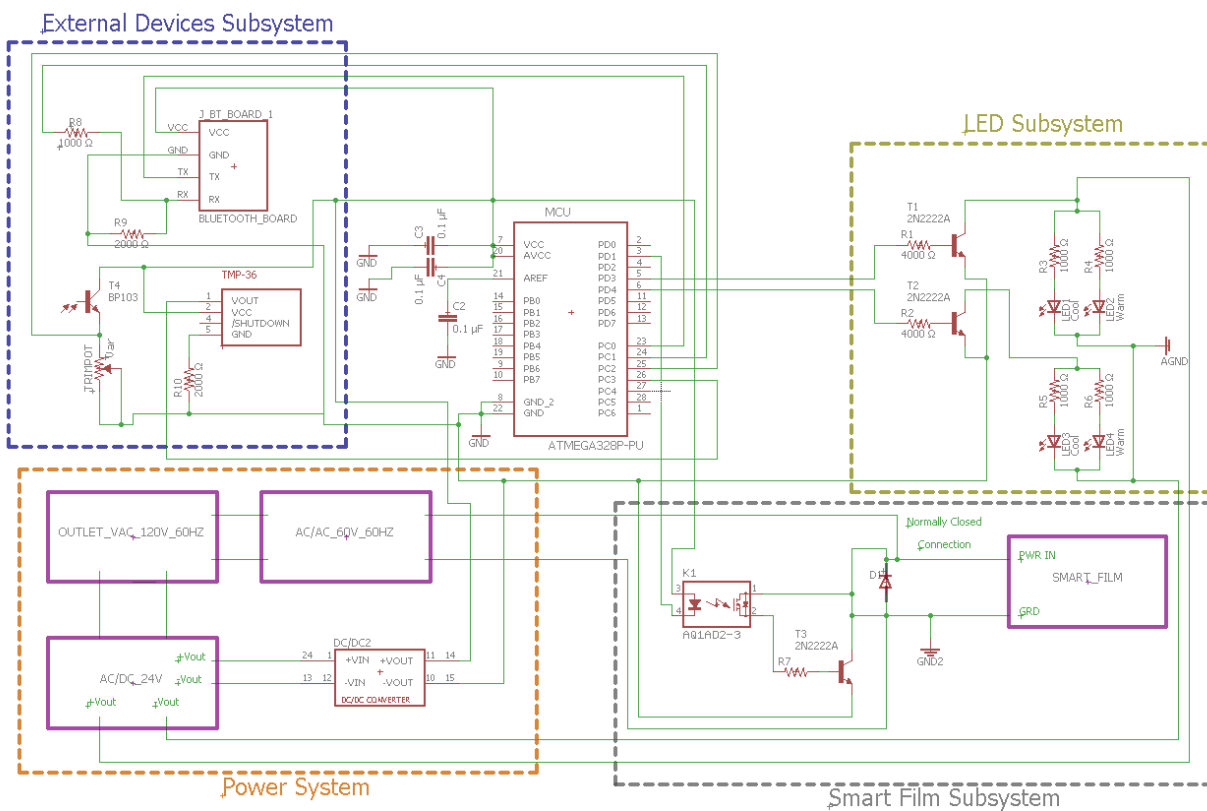 External Devices Subsystem
J_BT_BOARD_1
VCC
VCC
GND
GND
TX
TX
RX
RX
BLUETOOTH_BOARD
R8
1000 Ω
R9
2000 Ω
T4
BP103
TRIMPOT
Var
TMP-36
1
VOUT
2
VCC
4
/SHUTDOWN
5
GND
R10
2000 Ω
C3
0.1 µF
GND
C4
0.1 µF
GND
C2
0.1 µF
GND
GND
MCU
7
VCC
20
AVCC
21
AREF
14
PB0
15
PB1
16
PB2
17
PB3
18
PB4
19
PB5
9
PB6
10
PB7
8
GND_2
22
GND
PD0
2
PD1
3
PD2
4
PD3
5
PD4
6
PD5
11
PD6
12
PD7
13
PC0
23
PC1
24
PC2
25
PC3
26
PC4
27
PC5
28
PC6
1
ATMEGA328P-PU
LED Subsystem
T1
2N2222A
R1
4000 Ω
T2
2N2222A
R2
4000 Ω
R3
1000 Ω
R4
1000 Ω
LED1
Cool
LED2
Warm
AGND
R5
1000 Ω
R6
1000 Ω
LED3
Cool
LED4
Warm
OUTLET_VAC_120V_60HZ
AC/AC_60V_60HZ
AC/DC_24V
+Vout
+Vout
+Vout
+Vout
DC/DC2
24
1
+VIN
+VOUT
11
14
13
12
-VIN
-VOUT
10
15
DC/DC CONVERTER
Power System
Normally Closed
Connection
PWR IN
SMART_FILM
GRD
D1
K1
3
1
4
2
AQ1AD2-3
R7
T3
2N2222A
GND2
Smart Film Subsystem